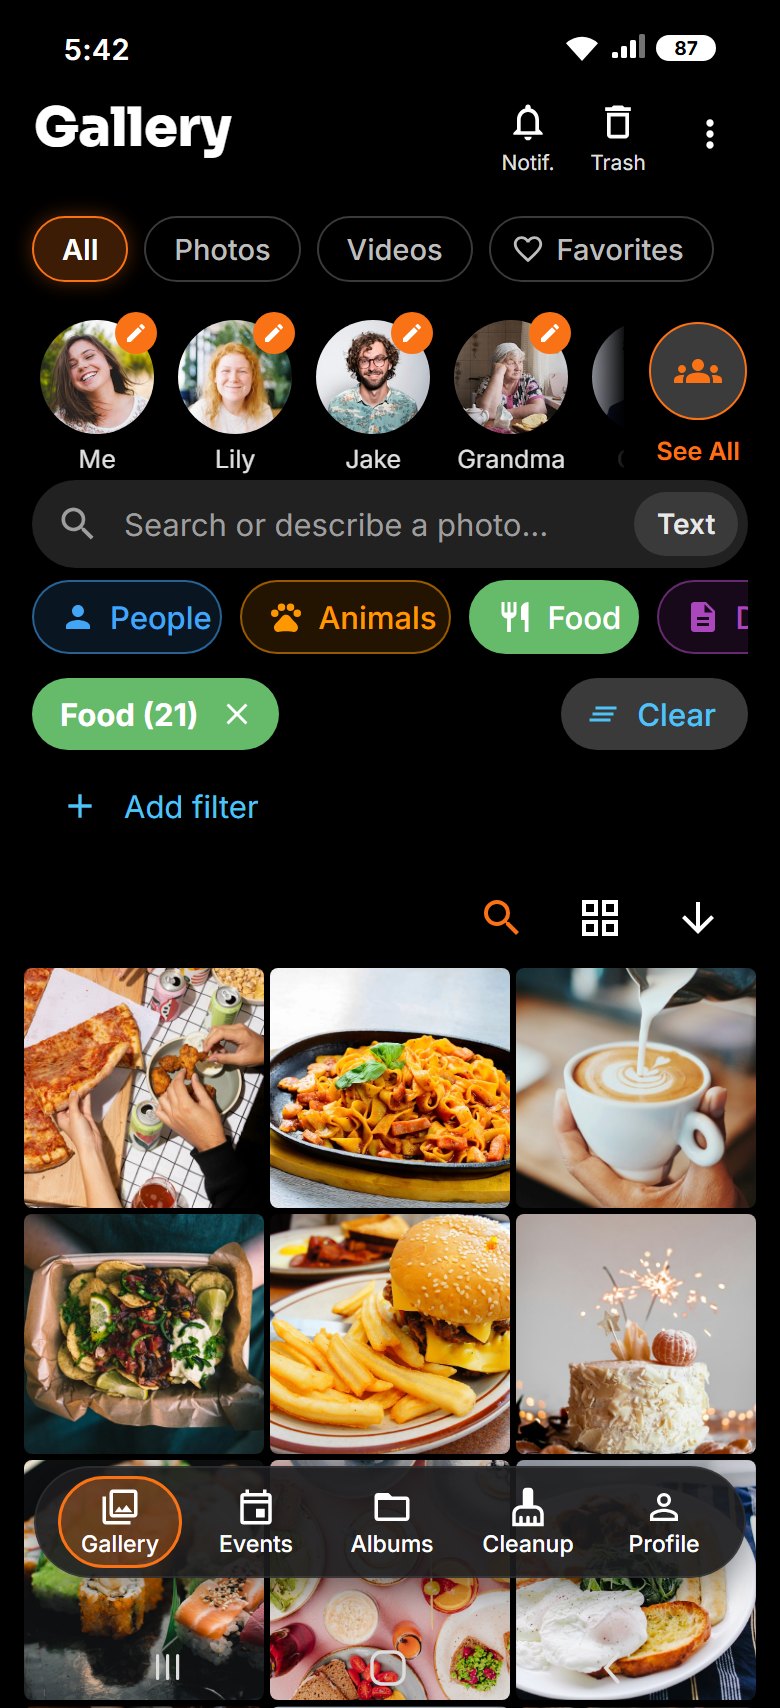 5:42
87
Gallery
Notif.
Trash
All
Photos
Videos
Favorites
Me
Lily
Jake
Grandma
See All
Search or describe a photo...
Text
People
Animals
Food
Food (21)
Clear
Add filter
Gallery
Events
Albums
Cleanup
Profile